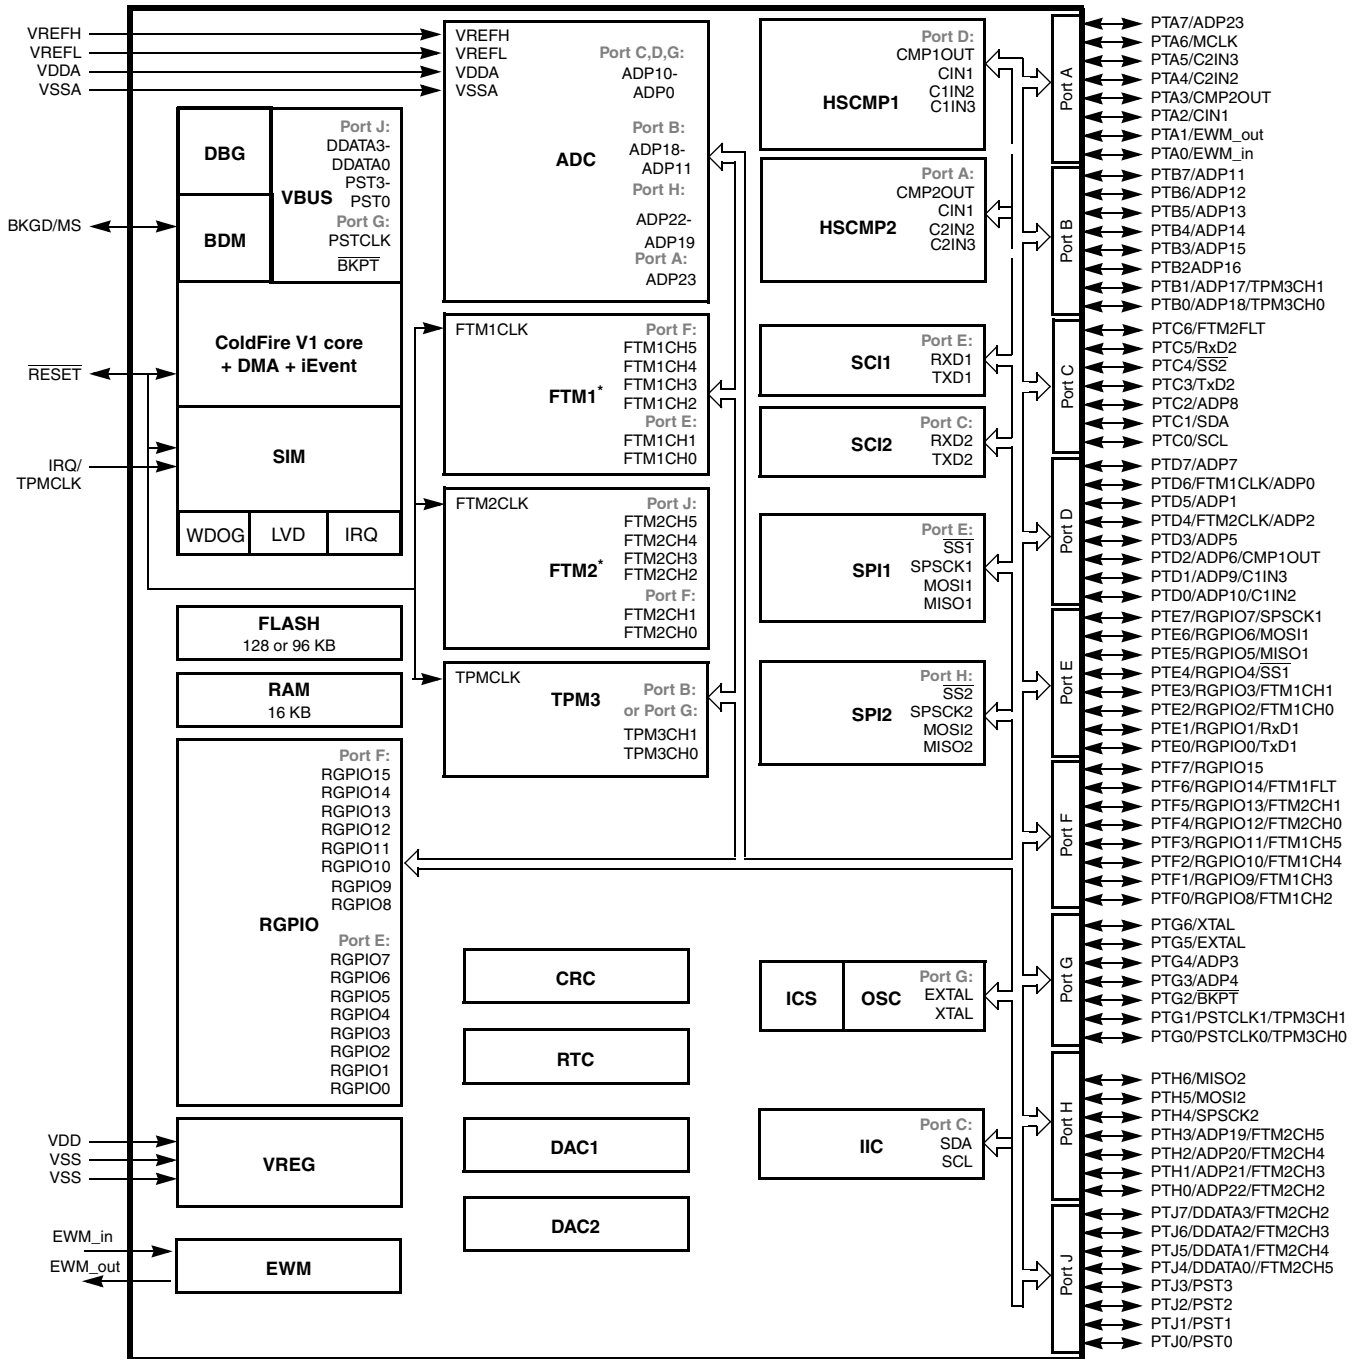 VREFH
VREFL
VDDA
VSSA
BKGD/MS
RESET
IRQ/
TPMCLK
VDD
VSS
VSS
EWM_in
EWM_out
DBG
BDM
VBUS
Port J:
DDATA3-
DDATA0
PST3-
PST0
Port G:
PSTCLK
BKPT
ColdFire V1 core
+ DMA + iEvent
SIM
WDOG
LVD
IRQ
FLASH
128 or 96 KB
RAM
16 KB
RGPIO
Port F:
RGPIO15
RGPIO14
RGPIO13
RGPIO12
RGPIO11
RGPIO10
RGPIO9
RGPIO8
Port E:
RGPIO7
RGPIO6
RGPIO5
RGPIO4
RGPIO3
RGPIO2
RGPIO1
RGPIO0
VREG
EWM
VREFH
VREFL
VDDA
VSSA
ADC
Port C,D,G:
ADP10-
ADP0
Port B:
ADP18-
ADP11
Port H:
ADP22-
ADP19
Port A:
ADP23
FTM1CLK
FTM1*
Port F:
FTM1CH5
FTM1CH4
FTM1CH3
FTM1CH2
Port E:
FTM1CH1
FTM1CH0
FTM2CLK
FTM2*
Port J:
FTM2CH5
FTM2CH4
FTM2CH3
FTM2CH2
Port F:
FTM2CH1
FTM2CH0
TPMCLK
TPM3
Port B:
or Port G:
TPM3CH1
TPM3CH0
CRC
RTC
DAC1
DAC2
HSCMP1
Port D:
CMP1OUT
CIN1
C1IN2
C1IN3
HSCMP2
Port A:
CMP2OUT
CIN1
C2IN2
C2IN3
SCI1
Port E:
RXD1
TXD1
SCI2
Port C:
RXD2
TXD2
SPI1
Port E:
SS1
SPSCK1
MOSI1
MISO1
SPI2
Port H:
SS2
SPSCK2
MOSI2
MISO2
ICS
OSC
Port G:
EXTAL
XTAL
IIC
Port C:
SDA
SCL
Port A
PTA7/ADP23
PTA6/MCLK
PTA5/C2IN3
PTA4/C2IN2
PTA3/CMP2OUT
PTA2/CIN1
PTA1/EWM_out
PTA0/EWM_in
Port B
PTB7/ADP11
PTB6/ADP12
PTB5/ADP13
PTB4/ADP14
PTB3/ADP15
PTB2ADP16
PTB1/ADP17/TPM3CH1
PTB0/ADP18/TPM3CH0
Port C
PTC6/FTM2FLT
PTC5/RxD2
PTC4/SS2
PTC3/TxD2
PTC2/ADP8
PTC1/SDA
PTC0/SCL
Port D
PTD7/ADP7
PTD6/FTM1CLK/ADP0
PTD5/ADP1
PTD4/FTM2CLK/ADP2
PTD3/ADP5
PTD2/ADP6/CMP1OUT
PTD1/ADP9/C1IN3
PTD0/ADP10/C1IN2
Port E
PTE7/RGPIO7/SPSCK1
PTE6/RGPIO6/MOSI1
PTE5/RGPIO5/MISO1
PTE4/RGPIO4/SS1
PTE3/RGPIO3/FTM1CH1
PTE2/RGPIO2/FTM1CH0
PTE1/RGPIO1/RxD1
PTE0/RGPIO0/TxD1
Port F
PTF7/RGPIO15
PTF6/RGPIO14/FTM1FLT
PTF5/RGPIO13/FTM2CH1
PTF4/RGPIO12/FTM2CH0
PTF3/RGPIO11/FTM1CH5
PTF2/RGPIO10/FTM1CH4
PTF1/RGPIO9/FTM1CH3
PTF0/RGPIO8/FTM1CH2
Port G
PTG6/XTAL
PTG5/EXTAL
PTG4/ADP3
PTG3/ADP4
PTG2/BKPT
PTG1/PSTCLK1/TPM3CH1
PTG0/PSTCLK0/TPM3CH0
Port H
PTH6/MISO2
PTH5/MOSI2
PTH4/SPSCK2
PTH3/ADP19/FTM2CH5
PTH2/ADP20/FTM2CH4
PTH1/ADP21/FTM2CH3
PTH0/ADP22/FTM2CH2
Port J
PTJ7/DDATA3/FTM2CH2
PTJ6/DDATA2/FTM2CH3
PTJ5/DDATA1/FTM2CH4
PTJ4/DDATA0//FTM2CH5
PTJ3/PST3
PTJ2/PST2
PTJ1/PST1
PTJ0/PST0